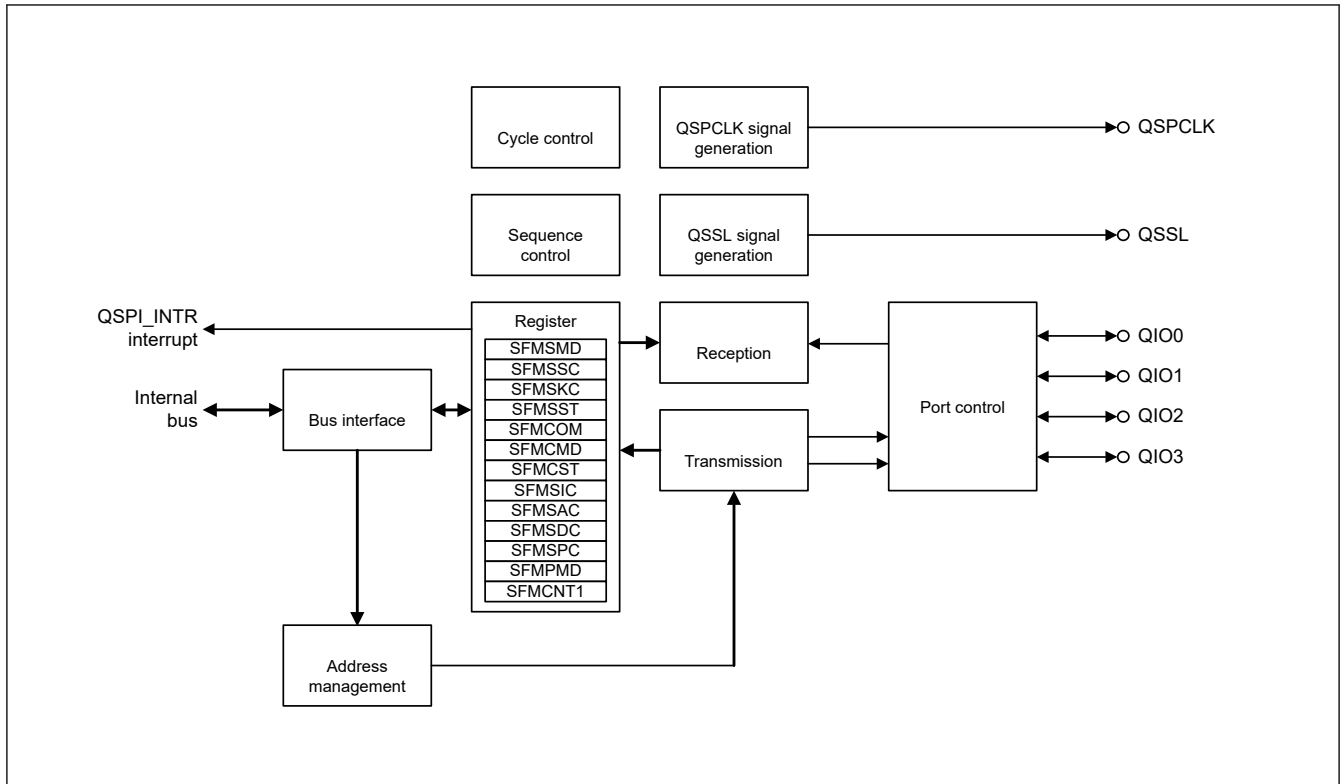 Cycle control
QSPCLK signal
generation
QSPCLK
Sequence
control
QSSL signal
generation
QSSL
QSPI_INTR
interrupt
Internal
bus
Bus interface
Register
SFMSMD
SFMSSC
SFMSKC
SFMSST
SFMCOM
SFMCMD
SFMCST
SFMSIC
SFMSAC
SFMSDC
SFMSPC
SFMPMD
SFMCNT1
Reception
Transmission
Port control
QIO0
QIO1
QIO2
QIO3
Address
management